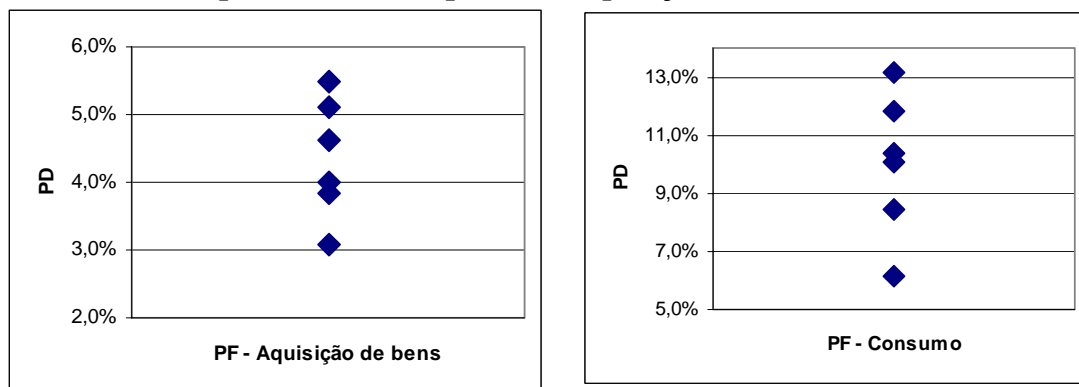 6,0%
5,0%
4,0%
3,0%
2,0%
PD
PF - Aquisição de bens
13,0%
11,0%
9,0%
7,0%
5,0%
PD
PF - Consumo